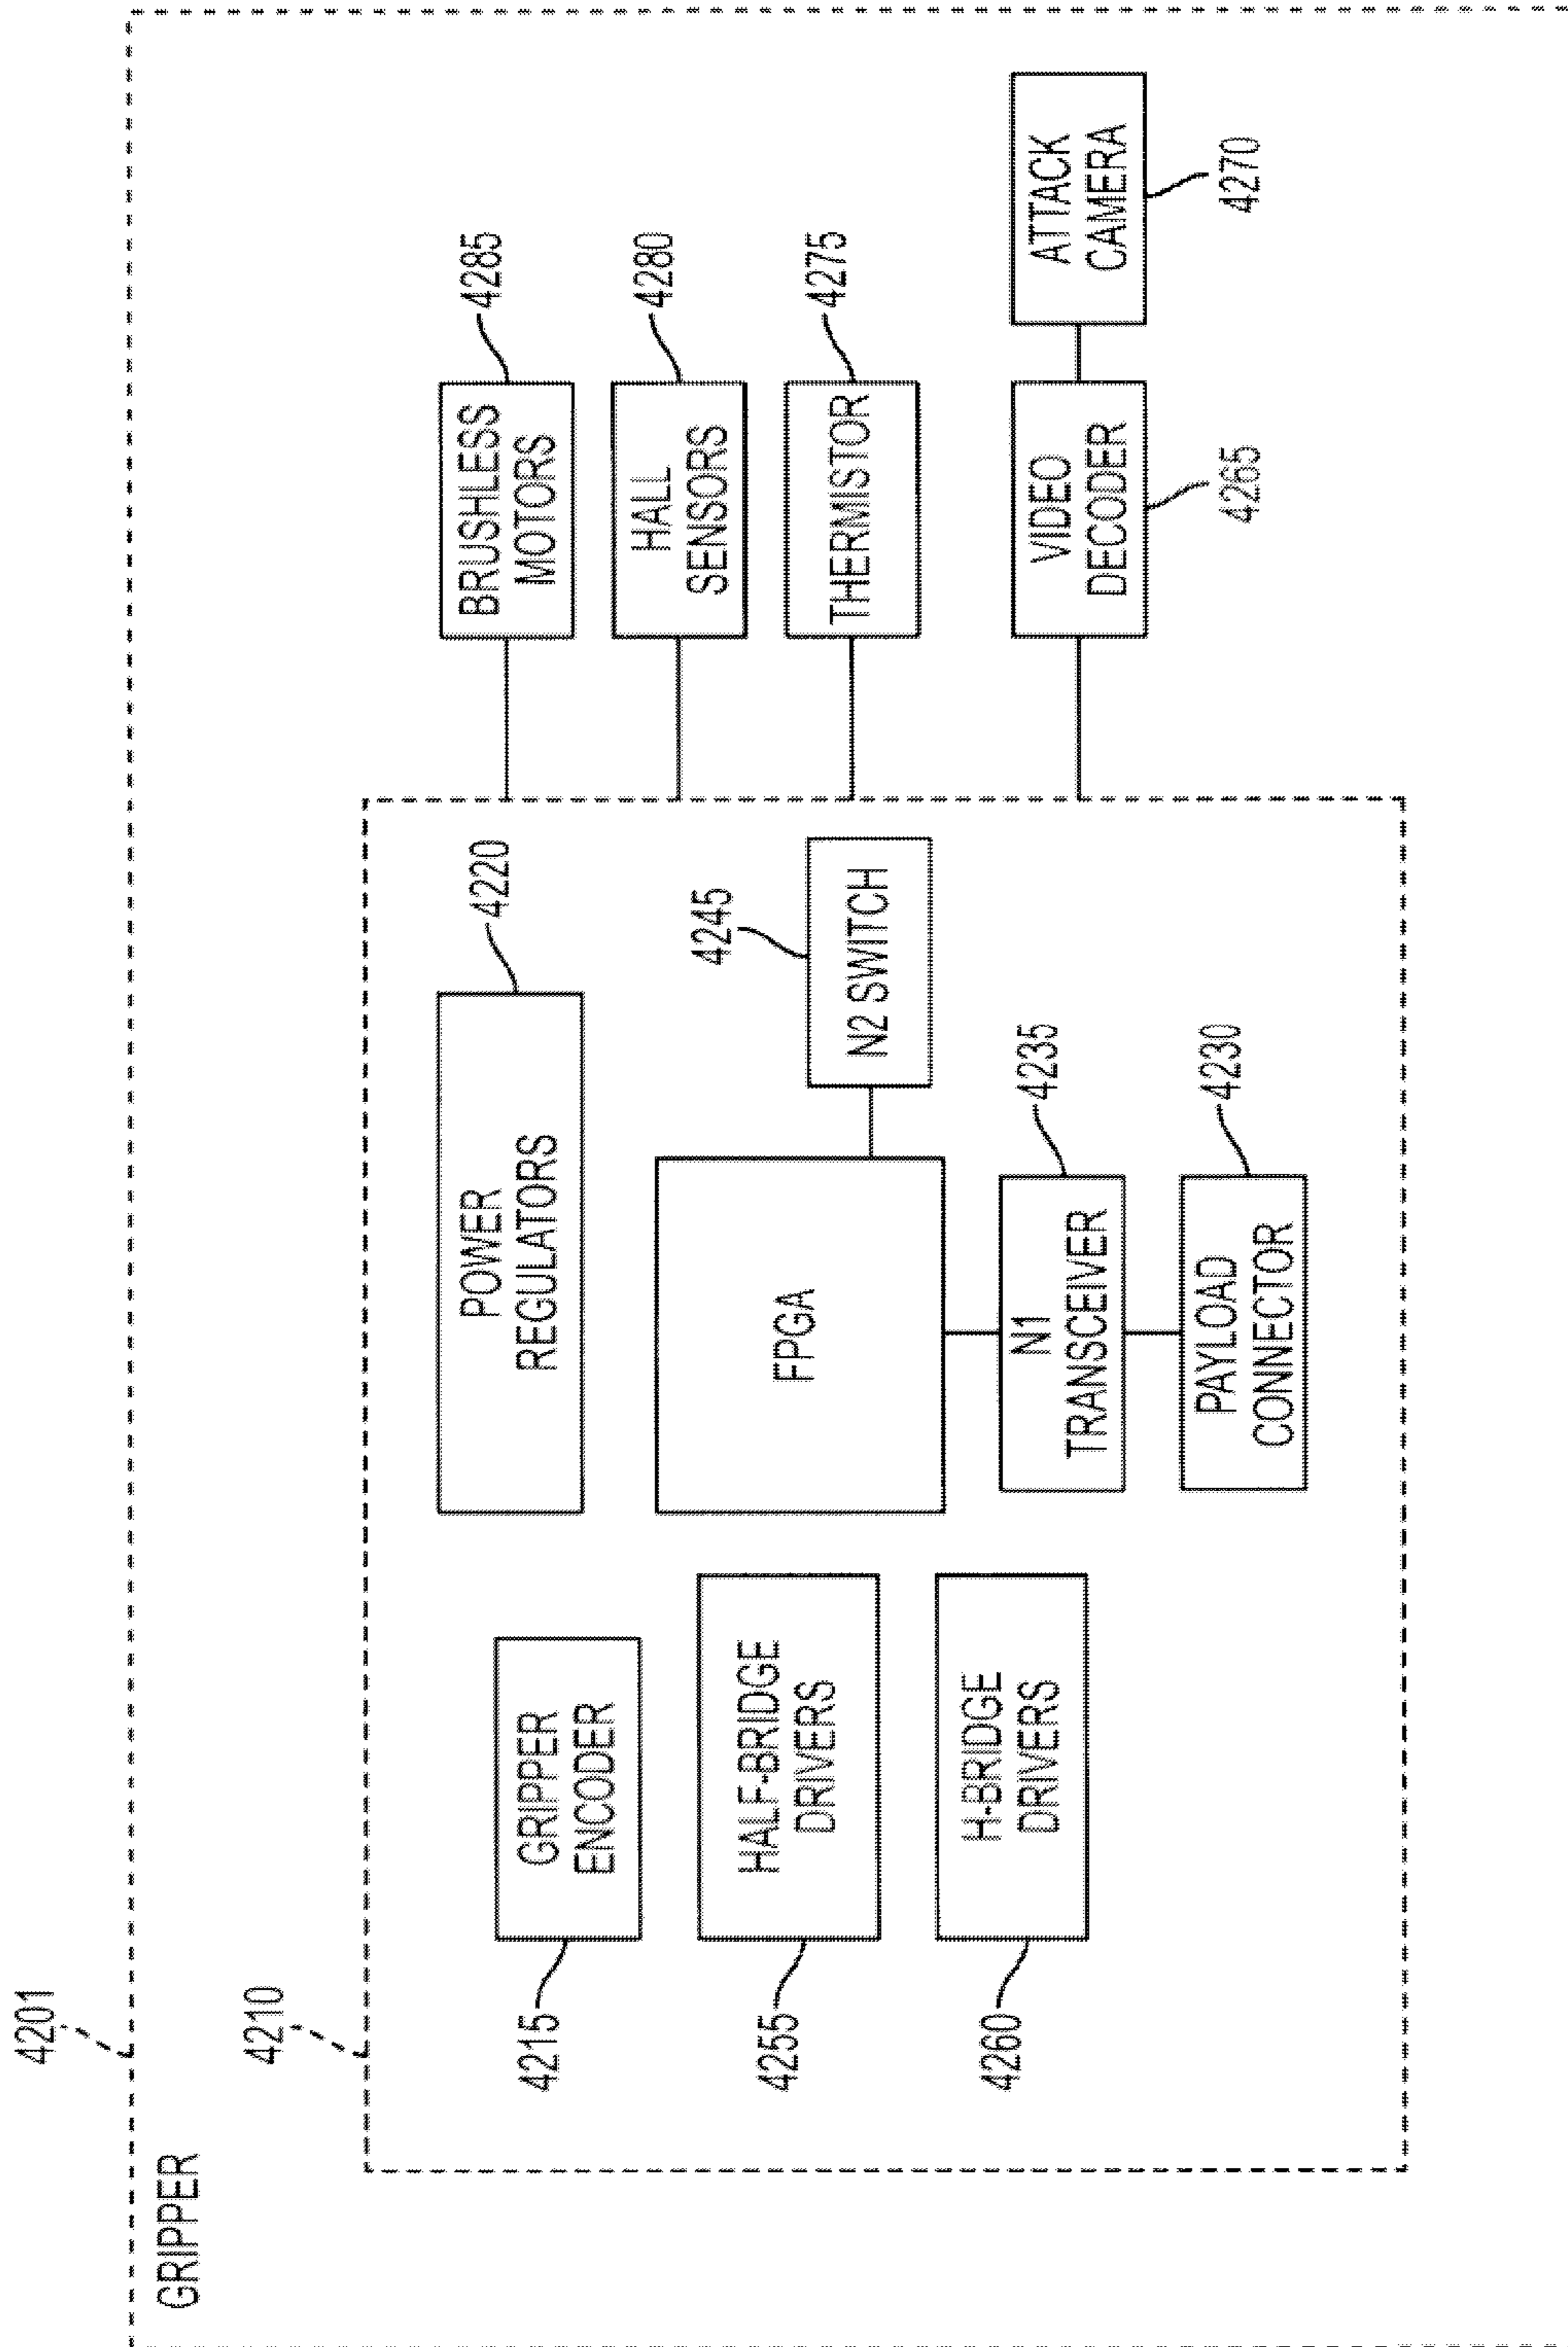 4201
GRIPPER
4210
4215
GRIPPER
ENCODER
POWER
REGULATORS
4220
BRUSHLESS
MOTORS
4285
4255
HALF-BRIDGE
DRIVERS
FPGA
4245
N2 SWITCH
HALL
SENSORS
4280
THERMISTOR
4275
4260
H-BRIDGE
DRIVERS
N1
TRANSCEIVER
4235
PAYLOAD
CONNECTOR
4230
VIDEO
DECODER
4265
ATTACK
CAMERA
4270